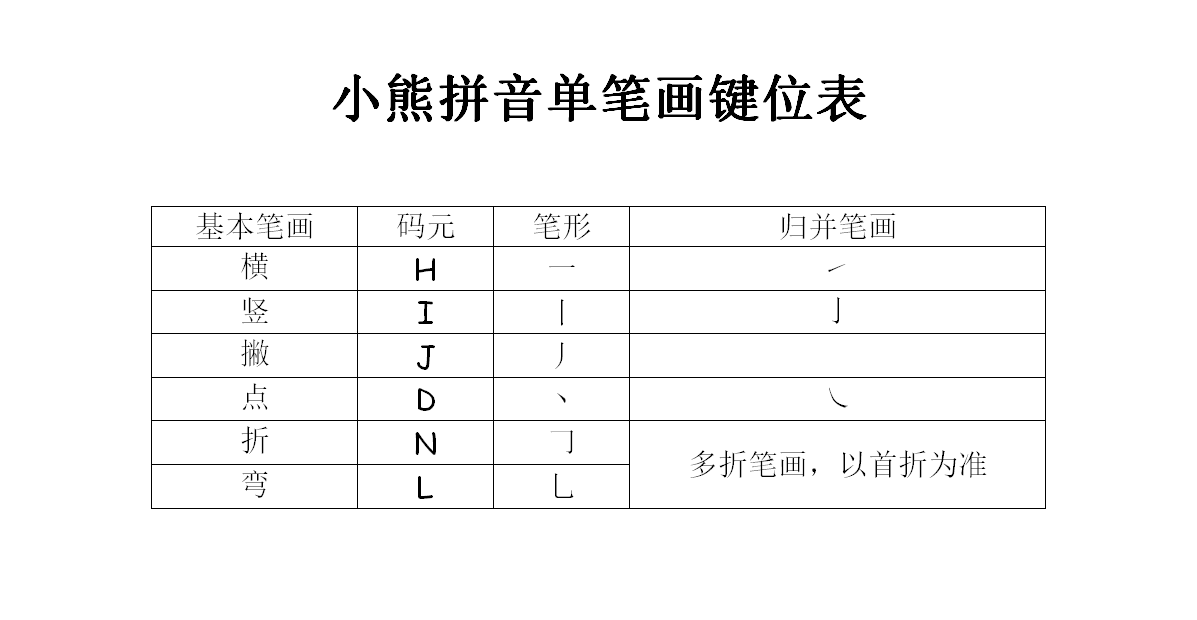 小熊拼音单笔画键位表
基本笔画 码元 笔形 归并笔画
横 H ㇐ ㇀
竖 I 丨 亅
撇 J 丿
点 D 丶 ㇏
折 N ㇆ 多折笔画，以首折为准
弯 L ㇗